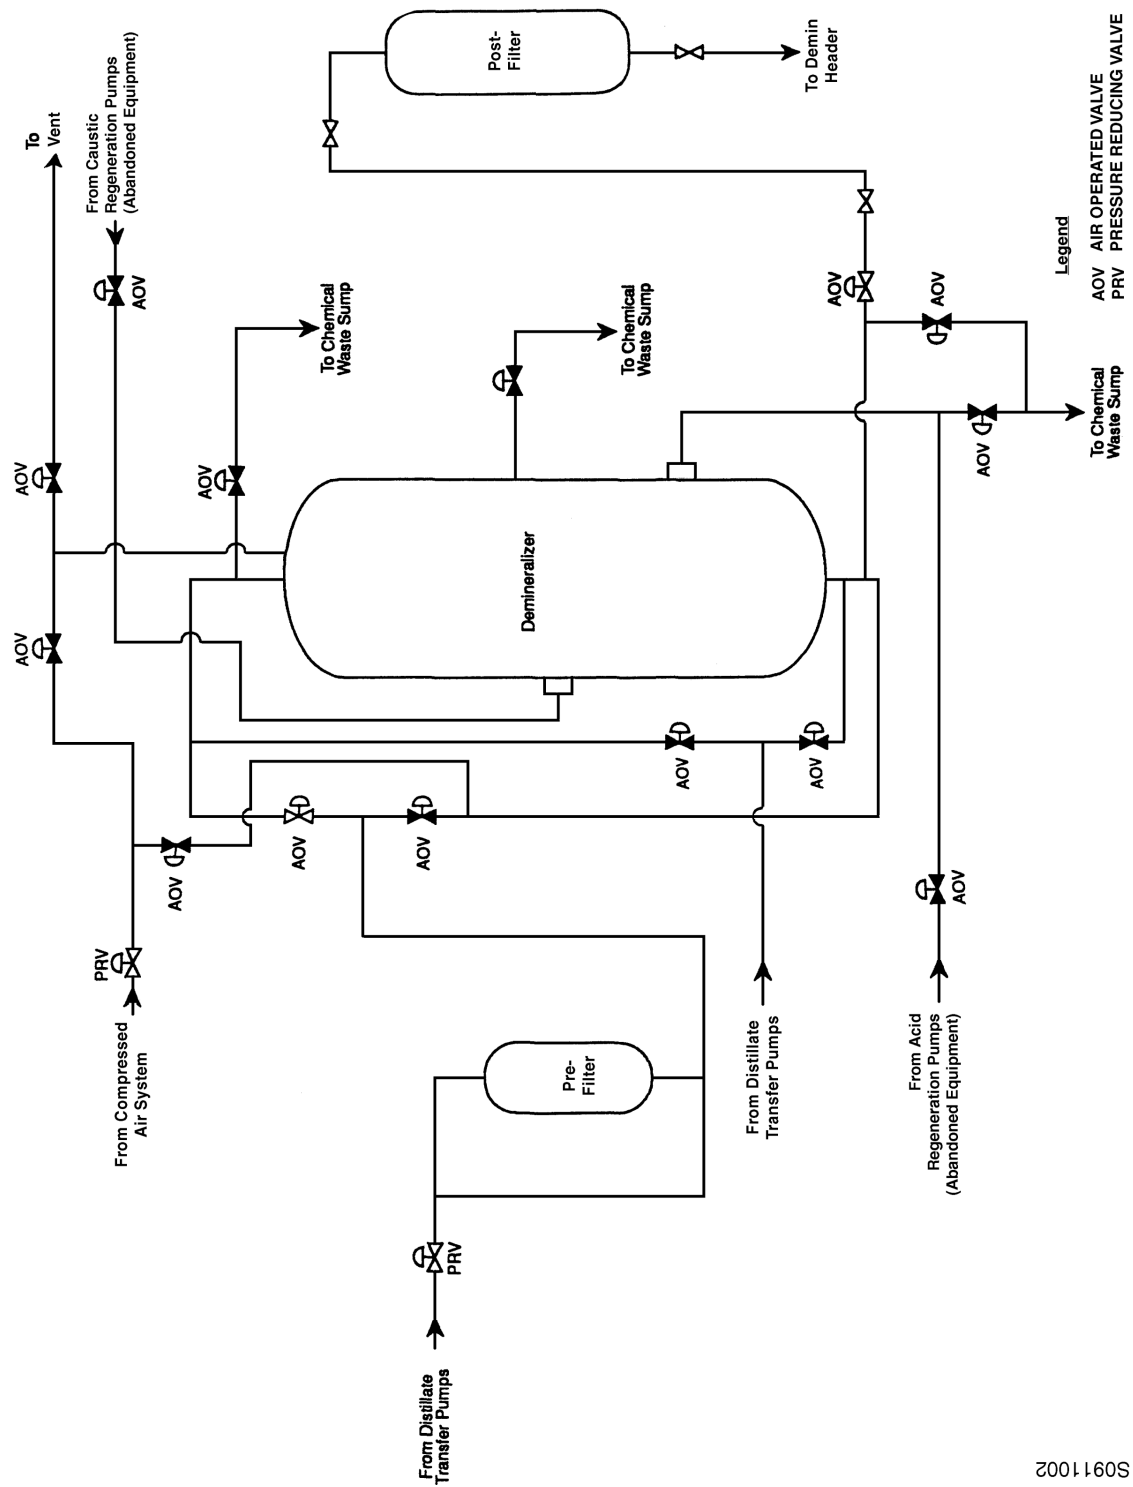 To
Vent
From Caustic
Regeneration Pumps
(Abandoned Equipment)
AOV
AOV
AOV
AOV
To Chemical
Waste Sump
To Chemical
Waste Sump
Post-
Filter
To Demin
Header
Demineralizer
AOV
AOV
AOV
To Chemical
Waste Sump
Legend
AOV AIR OPERATED VALVE
PRV PRESSURE REDUCING VALVE
PRV
AOV
AOV
AOV
AOV
AOV
AOV
From Compressed
Air System
Pre-
Filter
From Distillate
Transfer Pumps
From Acid
Regeneration Pumps
(Abandoned Equipment)
PRV
From Distillate
Transfer Pumps
S0911002